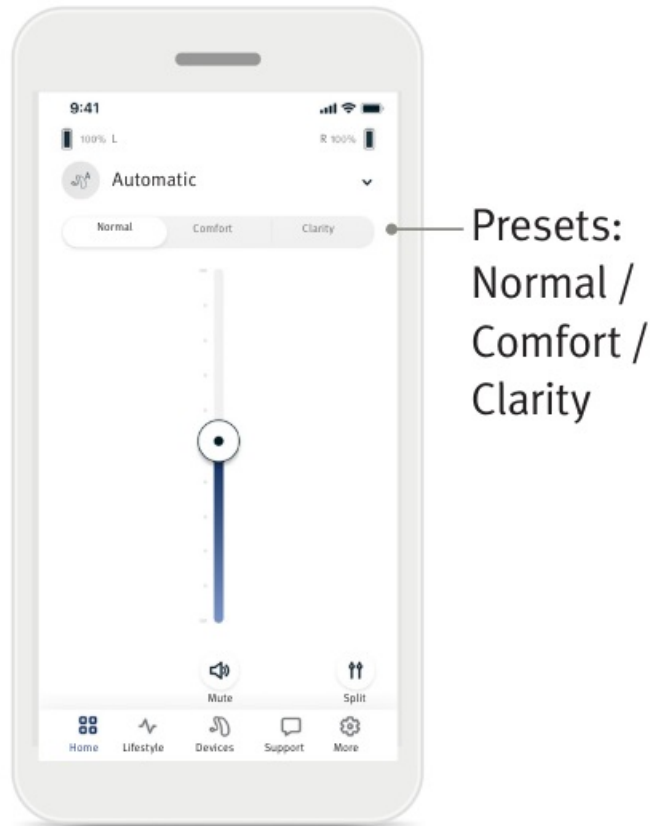 9:41
100% L
R 100%
Automatic
Normal
Comfort
Clarity
Presets:
Normal /
Comfort /
Clarity
Mute
Split
Home
Lifestyle
Devices
Support
More